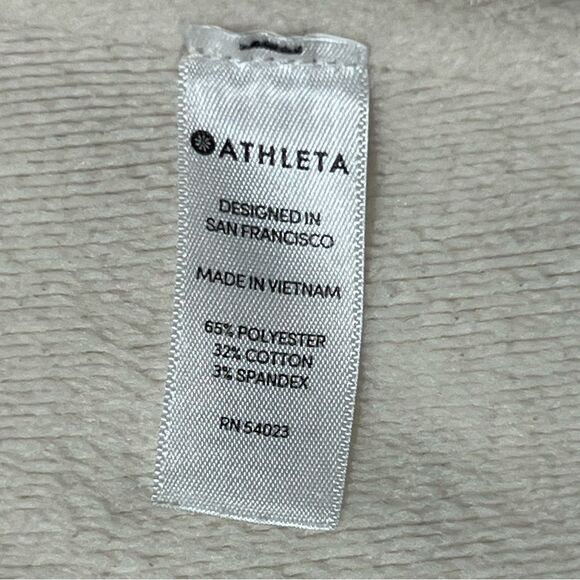 ATHLETA
DESIGNED IN
SAN FRANCISCO
MADE IN VIETNAM
65% POLYESTER
32% COTTON
3% SPANDEX
RN 54023